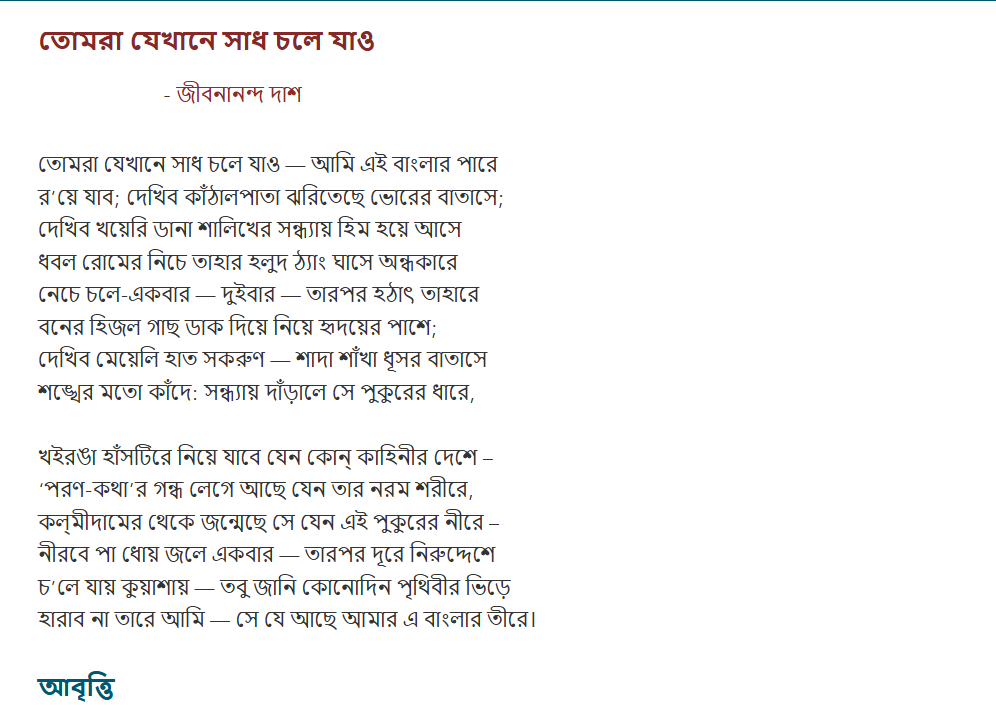 তোমরা যেখানে সাধ চলে যাও
- জীবনানন্দ দাশ
তোমরা যেখানে সাধ চলে যাও — আমি এই বাংলার পারে
র’য়ে যাব; দেখিব কাঁঠালপাতা ঝরিতেছে ভোরের বাতাসে;
দেখিব খয়েরি ডানা শালিখের সন্ধ্যায় হিম হয়ে আসে
ধবল রোমের নিচে তাহার হলুদ ঠ্যাং ঘাসে অন্ধকারে
নেচে চলে-একবার — দুইবার — তারপর হঠাৎ তাহারে
বনের হিজল গাছ ডাক দিয়ে নিয়ে হৃদয়ের পাশে;
দেখিব মেয়েলি হাত সকরুণ — শাদা শাঁখা ধূসর বাতাসে
শঙ্খের মতো কাঁদে: সন্ধ্যায় দাঁড়ালে সে পুকুরের ধারে,
খইরঙা হাঁসটিরে নিয়ে যাবে যেন কোন্ কাহিনীর দেশে –
‘পরণ-কথা’র গন্ধ লেগে আছে যেন তার নরম শরীরে,
কল্‌মীদামের থেকে জন্মেছে সে যেন এই পুকুরের নীরে –
নীরবে পা ধোয় জলে একবার — তারপর দূরে নিরুদ্দেশে
চ’লে যায় কুয়াশায় — তবু জানি কোনোদিন পৃথিবীর ভিড়ে
হারাব না তারে আমি — সে যে আছে আমার এ বাংলার তীরে।
আবৃত্তি